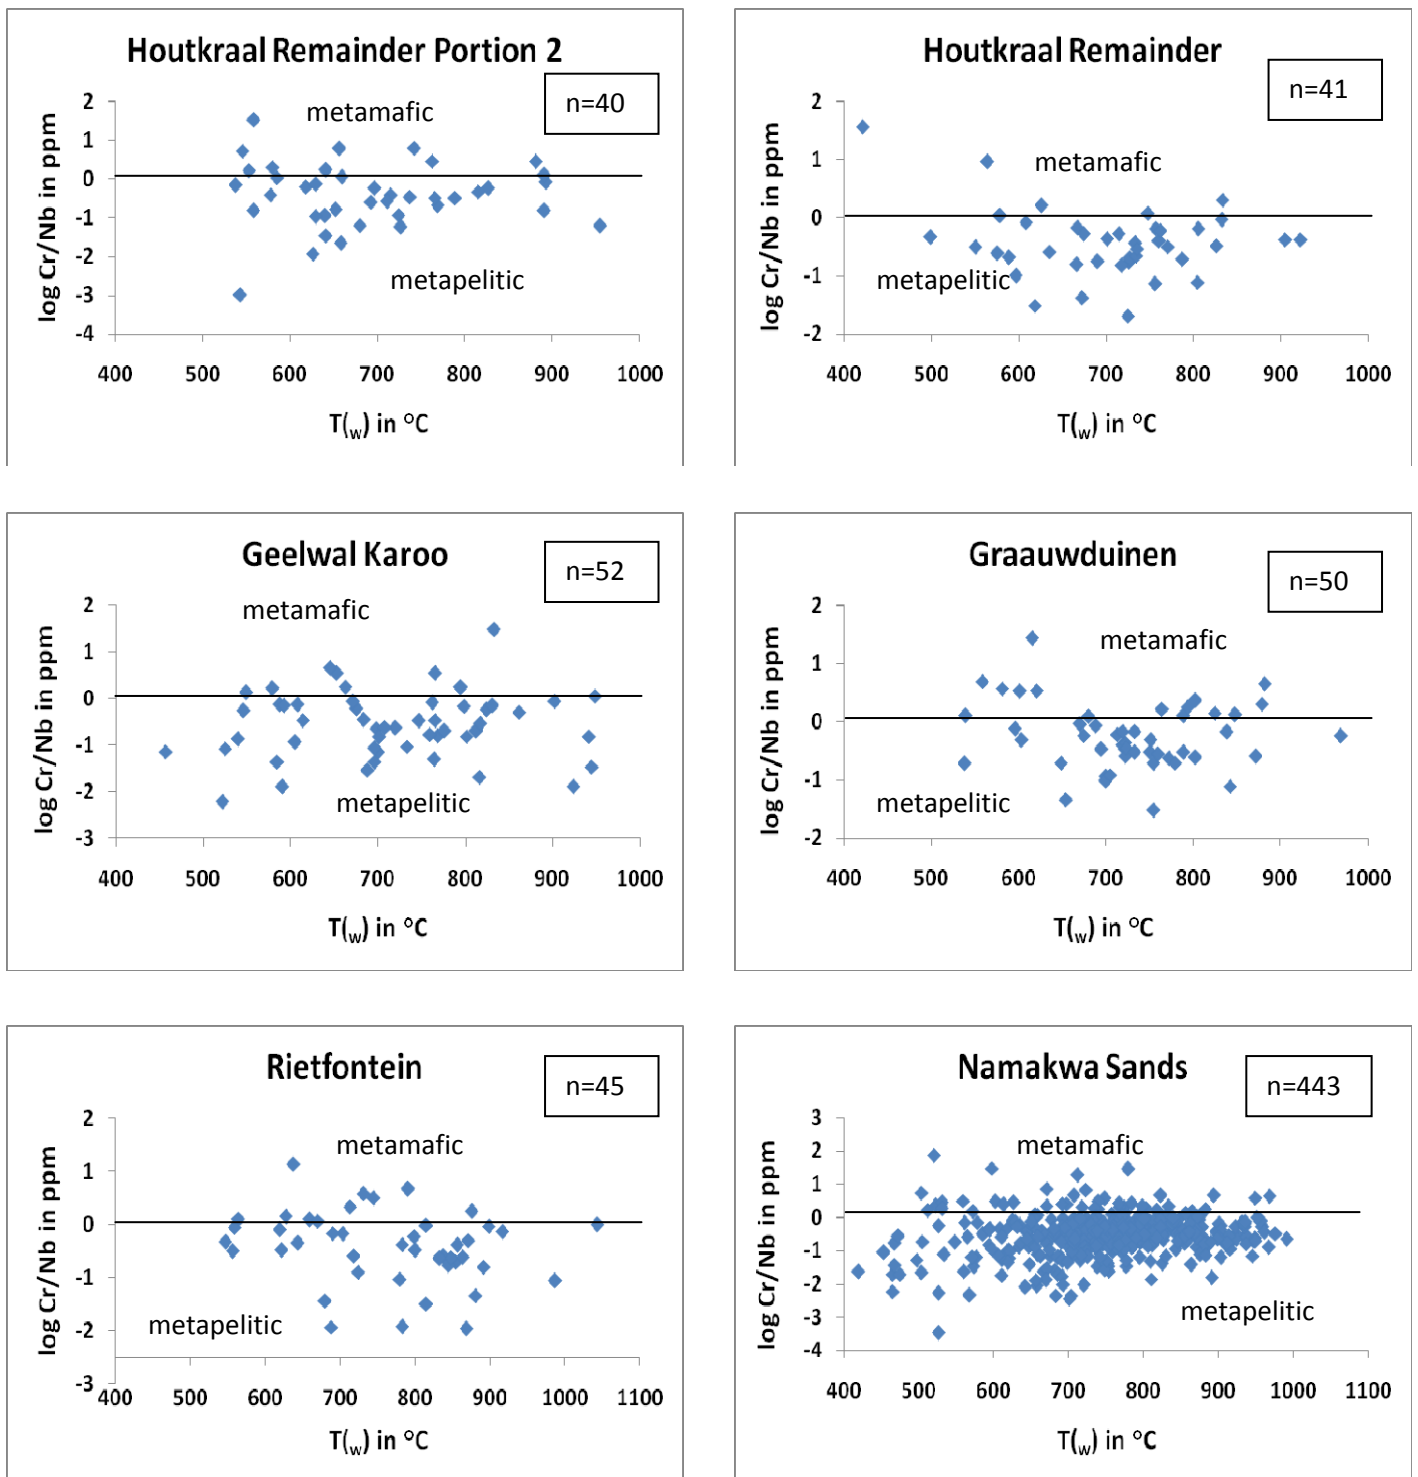 Houtkraal Remainder Portion 2
n=40
metamafic
2
1
0
-1
-2
-3
-4
log Cr/Nb in ppm
metapelitic
400 500 600 700 800 900 1000
T(w) in °C
Houtkraal Remainder
n=41
metamafic
2
1
0
-1
-2
log Cr/Nb in ppm
metapelitic
400 500 600 700 800 900 1000
T(w) in °C
Geelwal Karoo
n=52
metamafic
2
1
0
-1
-2
-3
log Cr/Nb in ppm
metapelitic
400 500 600 700 800 900 1000
T(w) in °C
Graauwduinen
n=50
metamafic
2
1
0
-1
-2
log Cr/Nb in ppm
metapelitic
400 500 600 700 800 900 1000
T(w) in °C
Rietfontein
n=45
metamafic
2
1
0
-1
-2
-3
log Cr/Nb in ppm
metapelitic
400 500 600 700 800 900 1000 1100
T(w) in °C
Namakwa Sands
n=443
metamafic
3
2
1
0
-1
-2
-3
-4
log Cr/Nb in ppm
metapelitic
400 500 600 700 800 900 1000 1100
T(w) in °C